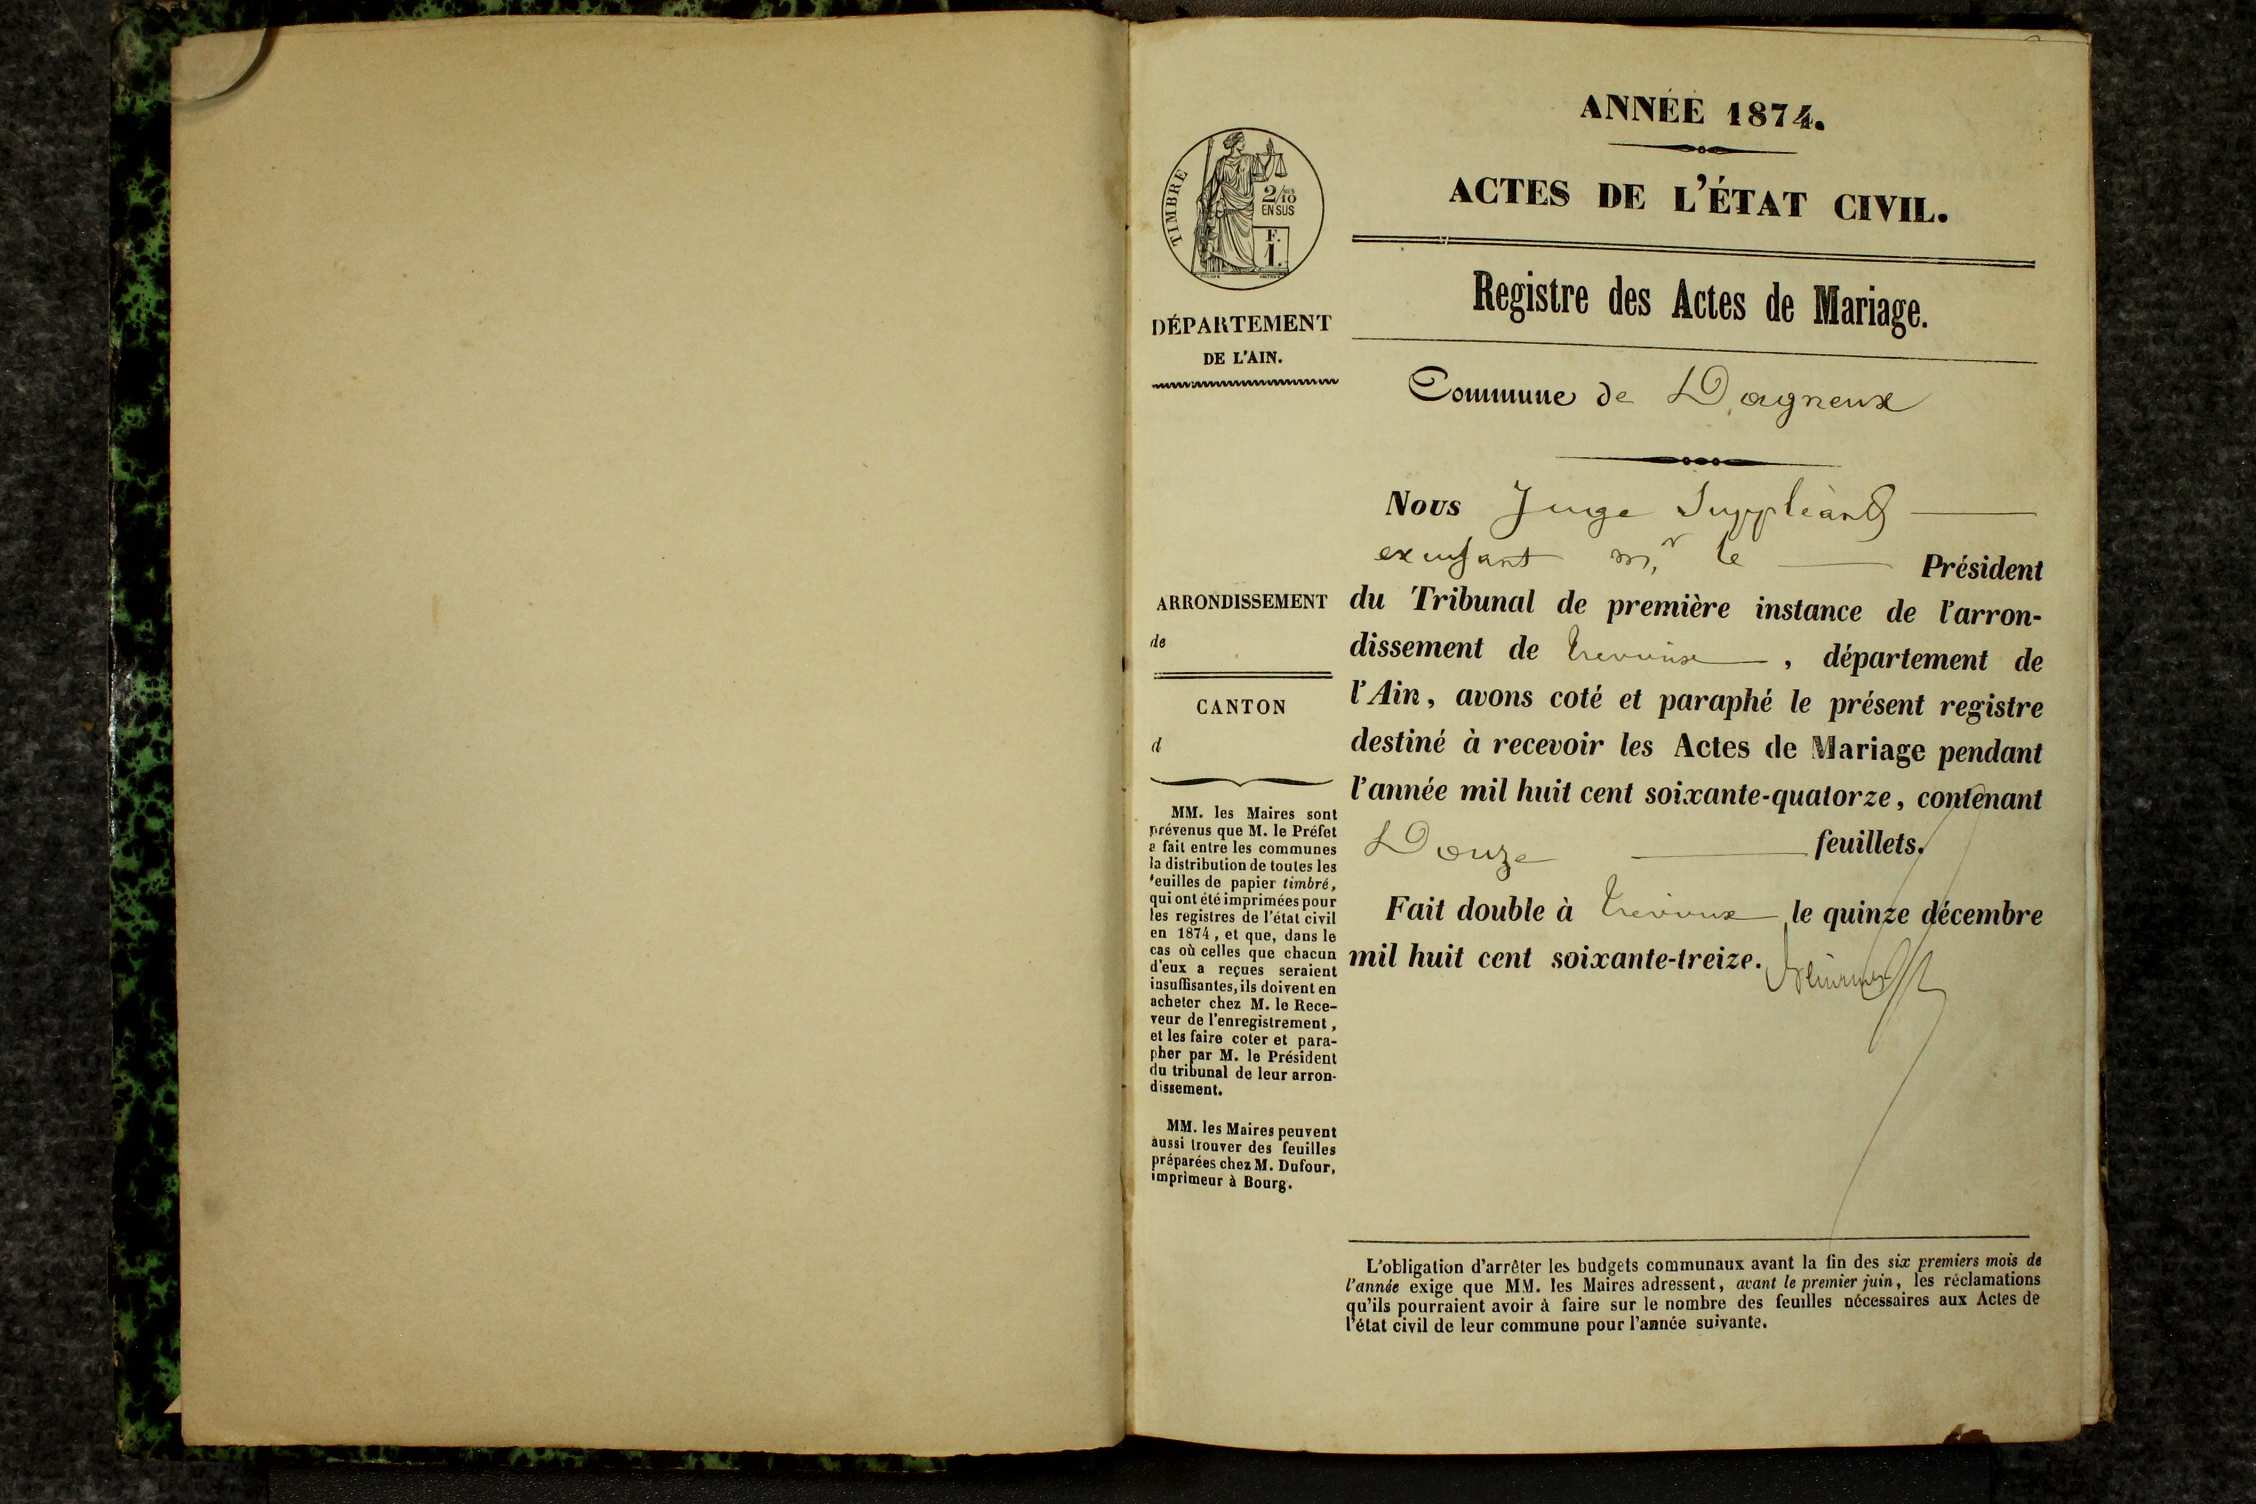 ANNÉE 1874.
ACTES DE L'ÉTAT CIVIL.
Registre des Actes de Mariage.
Commune de Dagneux
Nous Juge Suppléant
exusant Mr le Président
du Tribunal de première instance de l'arron-
dissement de Trevoux, département de
l'Ain, avons coté et paraphé le présent registre
destiné à recevoir les Actes de Mariage pendant
l'année mil huit cent soixante-quatorze, contenant
Douze feuillets.
Fait double à Trevoux le quinze décembre
mil huit cent soixante-treize.
L'obligation d'arrêter les budgets communaux avant la fin des six premiers mois de
l'année exige que MM. les Maires adressent, avant le premier juin, les réclamations
qu'ils pourraient avoir à faire sur le nombre des feuilles nécessaires aux Actes de
l'état civil de leur commune pour l'année suivante.
TIMBRE
2/10 EN SUS
F.
1.
DÉPARTEMENT
DE L'AIN.
ARRONDISSEMENT
de
CANTON
d
MM. les Maires sont
prévenus que M. le Préfet
a fait entre les communes
la distribution de toutes les
feuilles de papier timbré,
qui ont été imprimées pour
les registres de l'état civil
en 1874, et que, dans le
cas où celles que chacun
d'eux a reçues seraient
insuffisantes, ils doivent en
acheter chez M. le Rece-
veur de l'enregistrement,
et les faire coter et para-
pher par M. le Président
du tribunal de leur arron-
dissement.
MM. les Maires peuvent
aussi trouver des feuilles
préparées chez M. Dufour,
imprimeur à Bourg.